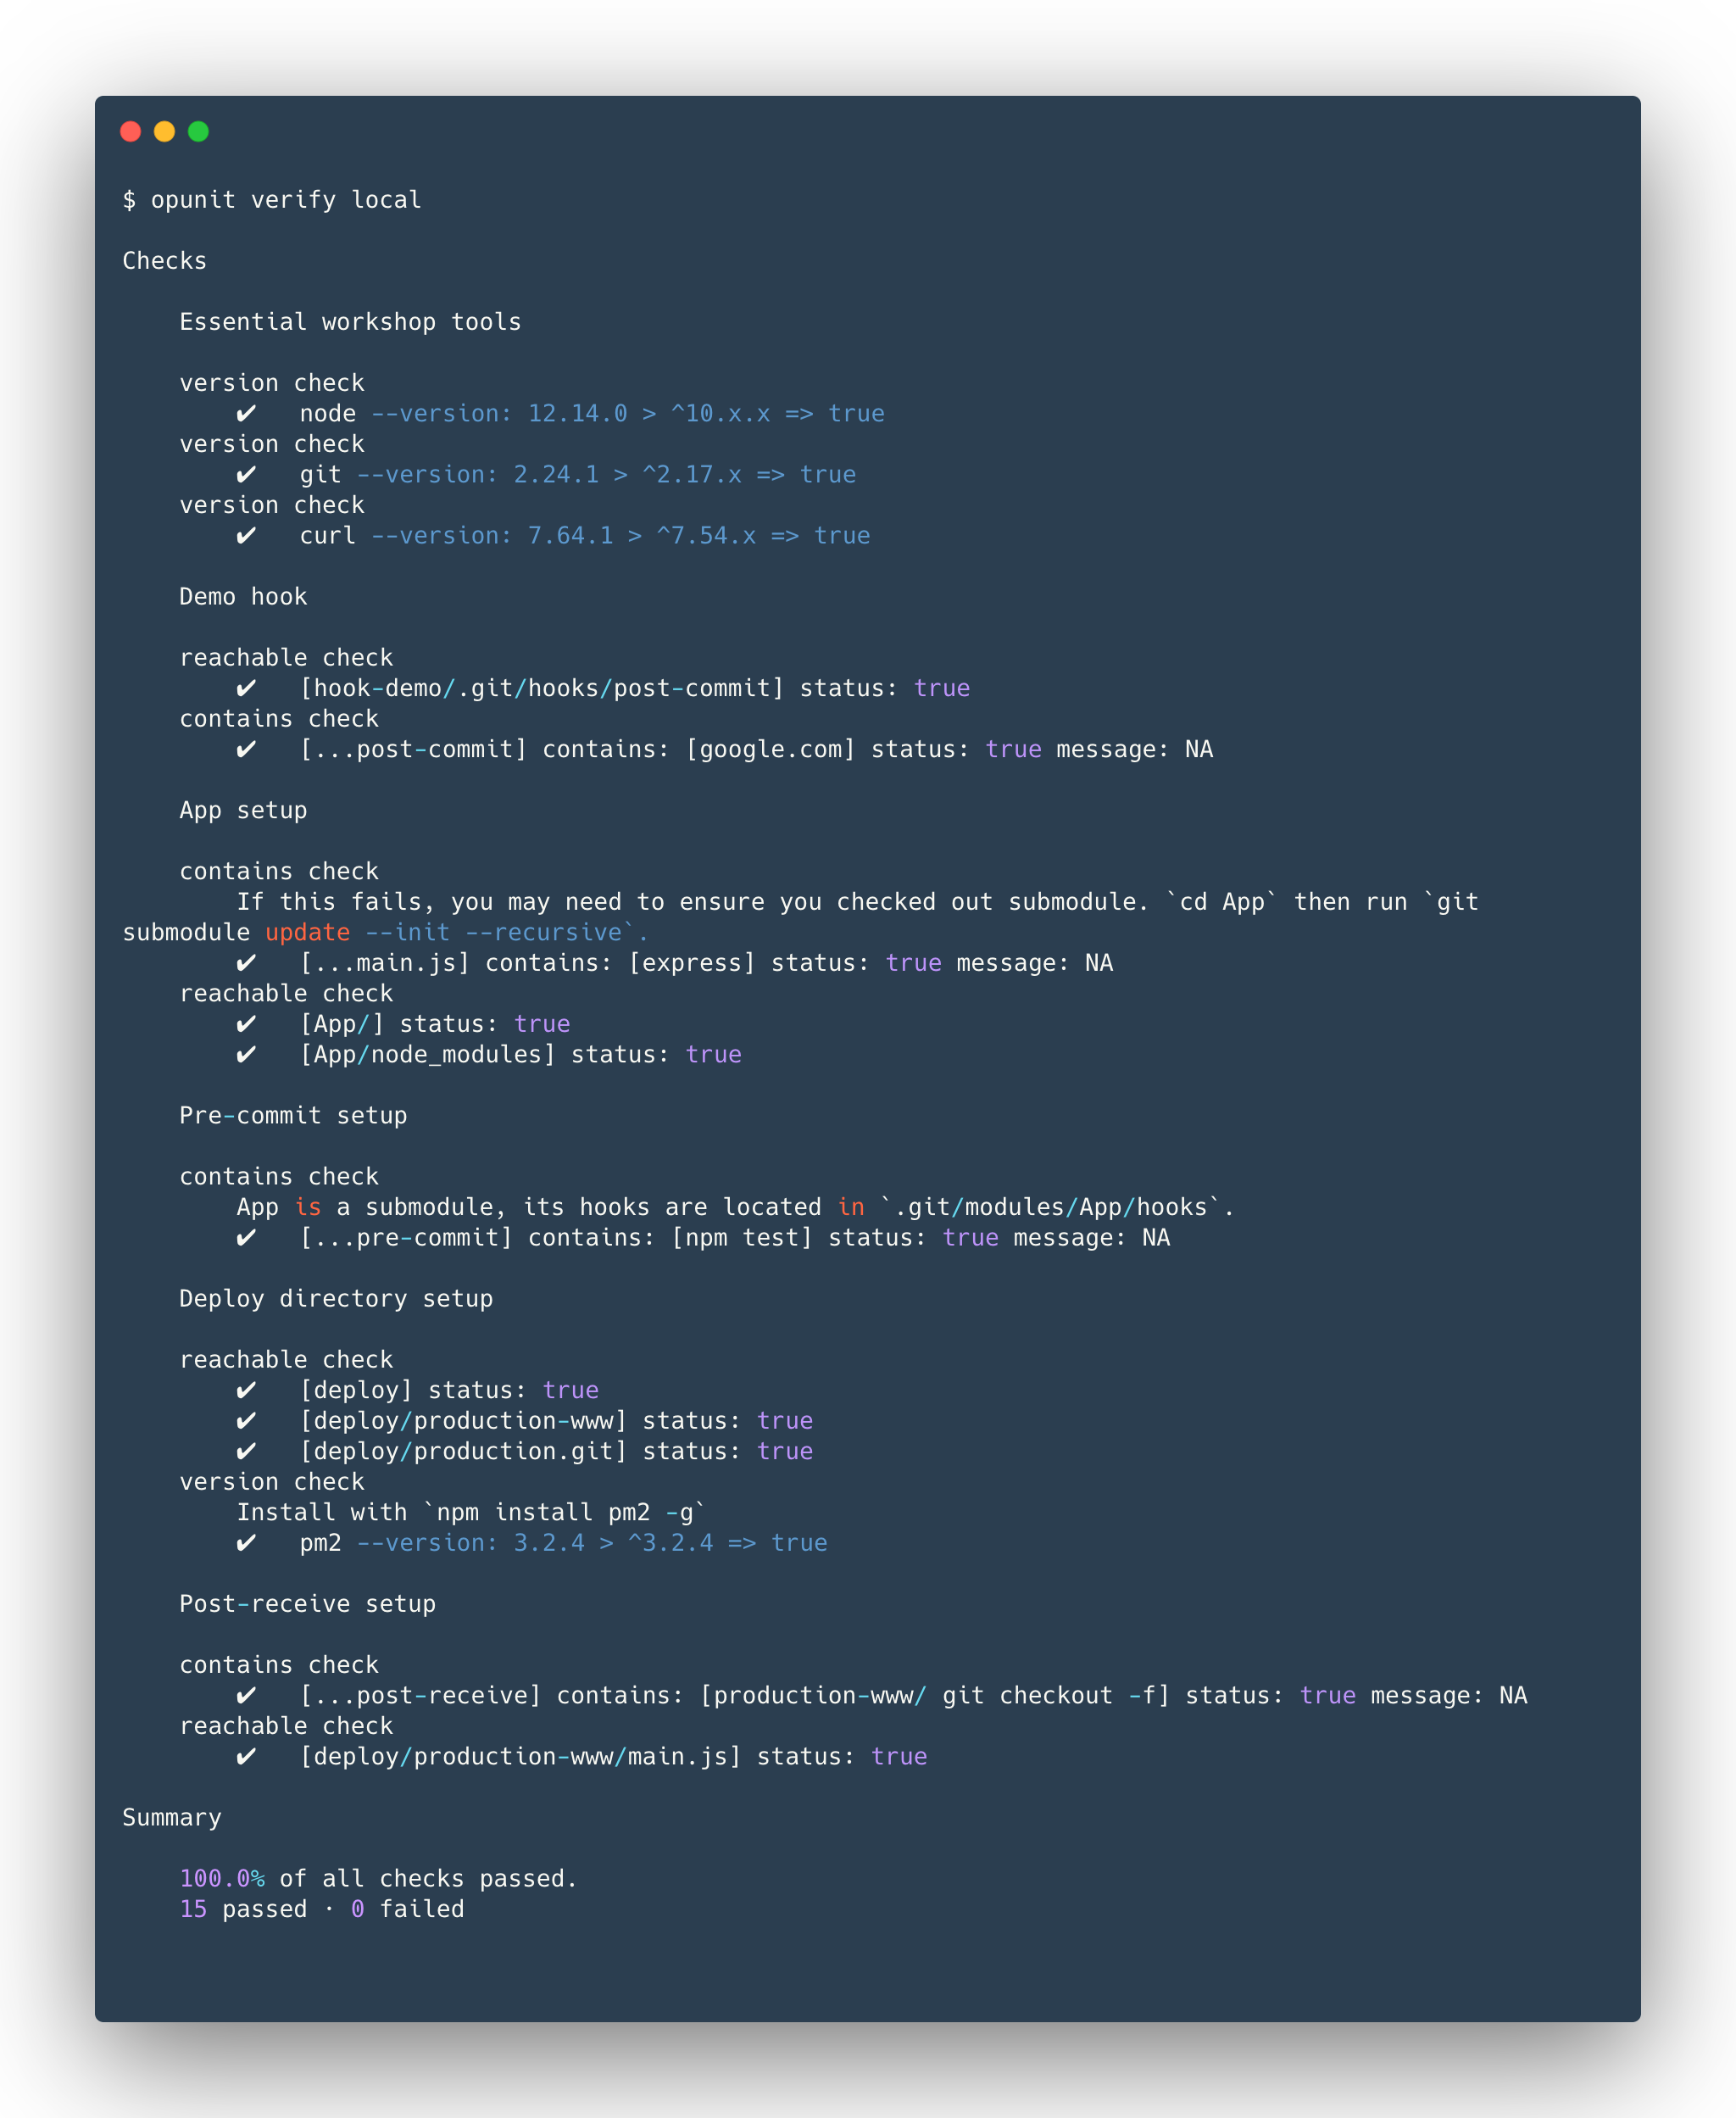 $ opunit verify local
Checks
Essential workshop tools
version check
✔ node --version: 12.14.0 > ^10.x.x => true
version check
✔ git --version: 2.24.1 > ^2.17.x => true
version check
✔ curl --version: 7.64.1 > ^7.54.x => true
Demo hook
reachable check
✔ [hook-demo/.git/hooks/post-commit] status: true
contains check
✔ [...post-commit] contains: [google.com] status: true message: NA
App setup
contains check
If this fails, you may need to ensure you checked out submodule. `cd App` then run `git
submodule update --init --recursive`.
✔ [...main.js] contains: [express] status: true message: NA
reachable check
✔ [App/] status: true
✔ [App/node_modules] status: true
Pre-commit setup
contains check
App is a submodule, its hooks are located in `.git/modules/App/hooks`.
✔ [...pre-commit] contains: [npm test] status: true message: NA
Deploy directory setup
reachable check
✔ [deploy] status: true
✔ [deploy/production-www] status: true
✔ [deploy/production.git] status: true
version check
Install with `npm install pm2 -g`
✔ pm2 --version: 3.2.4 > ^3.2.4 => true
Post-receive setup
contains check
✔ [...post-receive] contains: [production-www/ git checkout -f] status: true message: NA
reachable check
✔ [deploy/production-www/main.js] status: true
Summary
100.0% of all checks passed.
15 passed · 0 failed